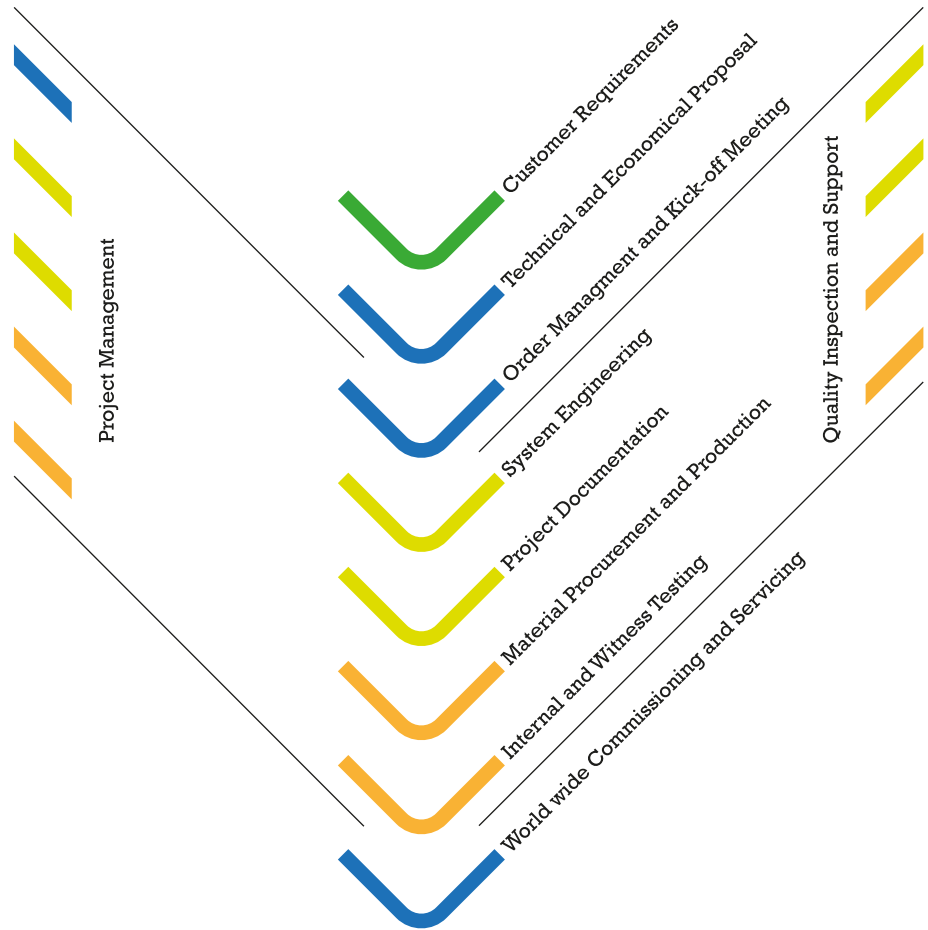 Customer Requirements
Technical and Economical Proposal
Order Managment and Kick-off Meeting
System Engineering
Project Documentation
Material Procurement and Production
Internal and Witness Testing
World wide Commissioning and Servicing
Project Management
Quality Inspection and Support